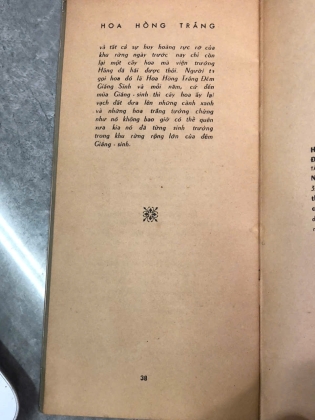 HOA HỒNG TRẮNG
và tất cả sự huy hoàng rực rỡ của
khu rừng ngày trước nay chỉ còn
lại một cây hoa mà viện trưởng
Hùng đã hái được thôi. Người ta
gọi hoa đó là Hoa Hồng Trắng Đêm
Giáng Sinh và mỗi năm, cứ đến
mùa Giáng-sinh thì cây hoa ấy lại
vạch đất đưa lên những cành xanh
và những hoa trắng tưởng chừng
như nó không bao giờ có thể quên
xưa kia nó đã từng sinh trưởng
trong khu rừng rộng lớn của đêm
Giáng-sinh.
38